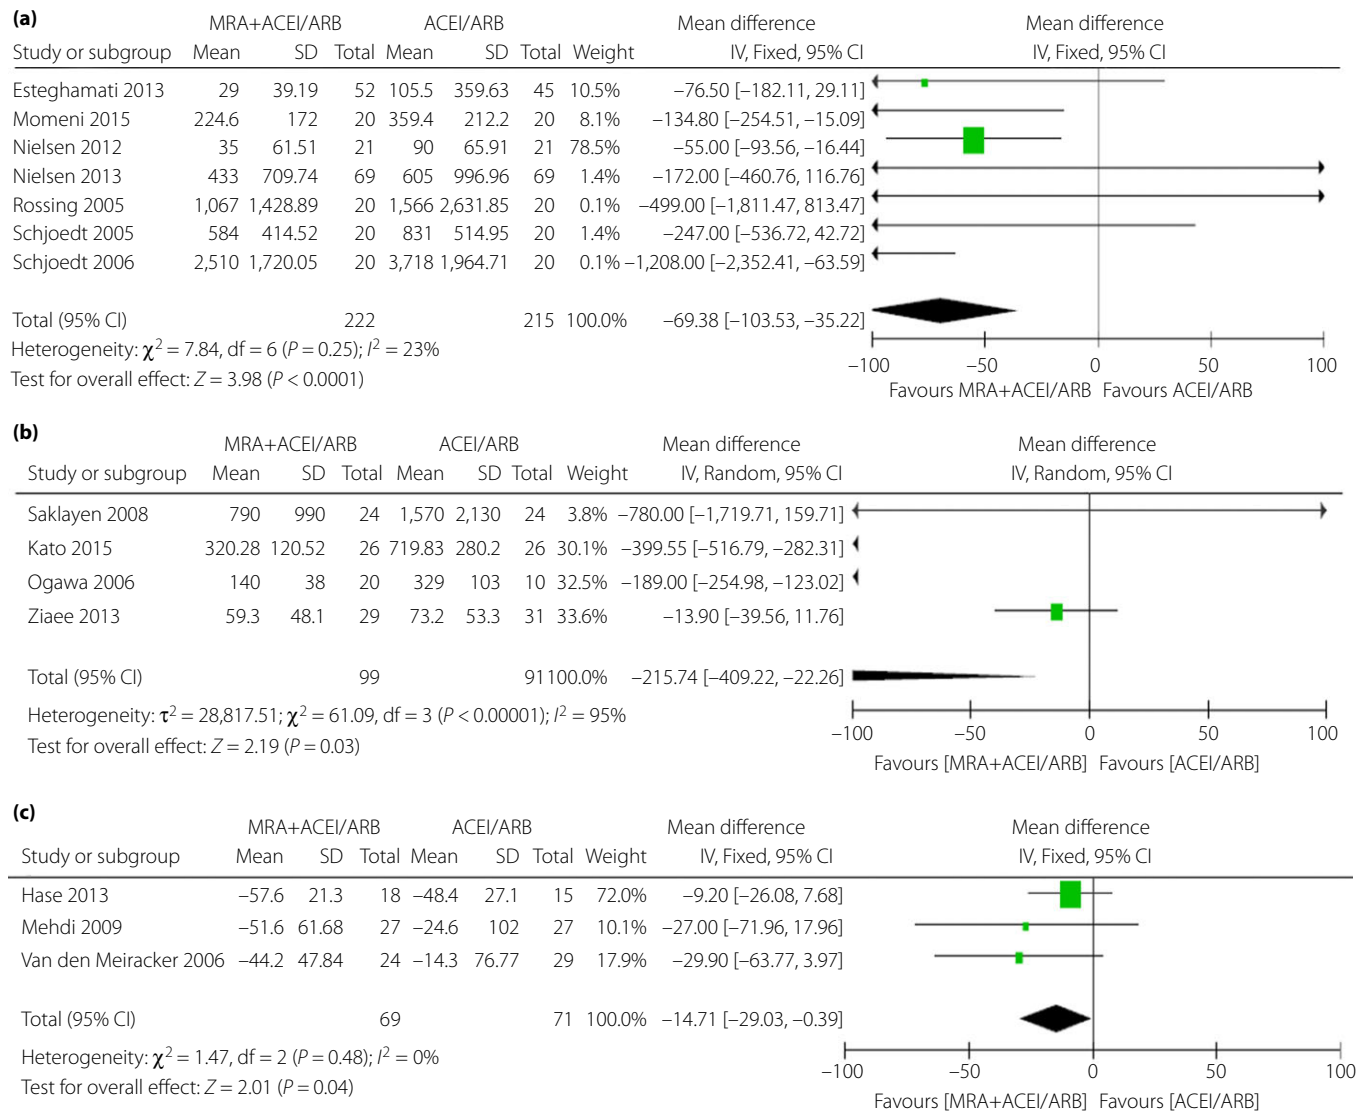 (a)
MRA+ACEI/ARB ACEI/ARB Mean difference Mean difference
Study or subgroup Mean SD Total Mean SD Total Weight IV, Fixed, 95% CI IV, Fixed, 95% CI
Esteghamati 2013 29 39.19 52 105.5 359.63 45 10.5% −76.50 [−182.11, 29.11]
Momeni 2015 224.6 172 20 359.4 212.2 20 8.1% −134.80 [−254.51, −15.09]
Nielsen 2012 35 61.51 21 90 65.91 21 78.5% −55.00 [−93.56, −16.44]
Nielsen 2013 433 709.74 69 605 996.96 69 1.4% −172.00 [−460.76, 116.76]
Rossing 2005 1,067 1,428.89 20 1,566 2,631.85 20 0.1% −499.00 [−1,811.47, 813.47]
Schjoedt 2005 584 414.52 20 831 514.95 20 1.4% −247.00 [−536.72, 42.72]
Schjoedt 2006 2,510 1,720.05 20 3,718 1,964.71 20 0.1% −1,208.00 [−2,352.41, −63.59]
Total (95% CI) 222 215 100.0% −69.38 [−103.53, −35.22]
Heterogeneity: χ² = 7.84, df = 6 (P = 0.25); I² = 23%
Test for overall effect: Z = 3.98 (P < 0.0001)
−100 −50 0 50 100
Favours MRA+ACEI/ARB Favours ACEI/ARB
(b)
MRA+ACEI/ARB ACEI/ARB Mean difference Mean difference
Study or subgroup Mean SD Total Mean SD Total Weight IV, Random, 95% CI IV, Random, 95% CI
Saklayen 2008 790 990 24 1,570 2,130 24 3.8% −780.00 [−1,719.71, 159.71]
Kato 2015 320.28 120.52 26 719.83 280.2 26 30.1% −399.55 [−516.79, −282.31]
Ogawa 2006 140 38 20 329 103 10 32.5% −189.00 [−254.98, −123.02]
Ziaee 2013 59.3 48.1 29 73.2 53.3 31 33.6% −13.90 [−39.56, 11.76]
Total (95% CI) 99 91 100.0% −215.74 [−409.22, −22.26]
Heterogeneity: τ² = 28,817.51; χ² = 61.09, df = 3 (P < 0.00001); I² = 95%
Test for overall effect: Z = 2.19 (P = 0.03)
−100 −50 0 50 100
Favours [MRA+ACEI/ARB] Favours [ACEI/ARB]
(c)
MRA+ACEI/ARB ACEI/ARB Mean difference Mean difference
Study or subgroup Mean SD Total Mean SD Total Weight IV, Fixed, 95% CI IV, Fixed, 95% CI
Hase 2013 −57.6 21.3 18 −48.4 27.1 15 72.0% −9.20 [−26.08, 7.68]
Mehdi 2009 −51.6 61.68 27 −24.6 102 27 10.1% −27.00 [−71.96, 17.96]
Van den Meiracker 2006 −44.2 47.84 24 −14.3 76.77 29 17.9% −29.90 [−63.77, 3.97]
Total (95% CI) 69 71 100.0% −14.71 [−29.03, −0.39]
Heterogeneity: χ² = 1.47, df = 2 (P = 0.48); I² = 0%
Test for overall effect: Z = 2.01 (P = 0.04)
−100 −50 0 50 100
Favours [MRA+ACEI/ARB] Favours [ACEI/ARB]